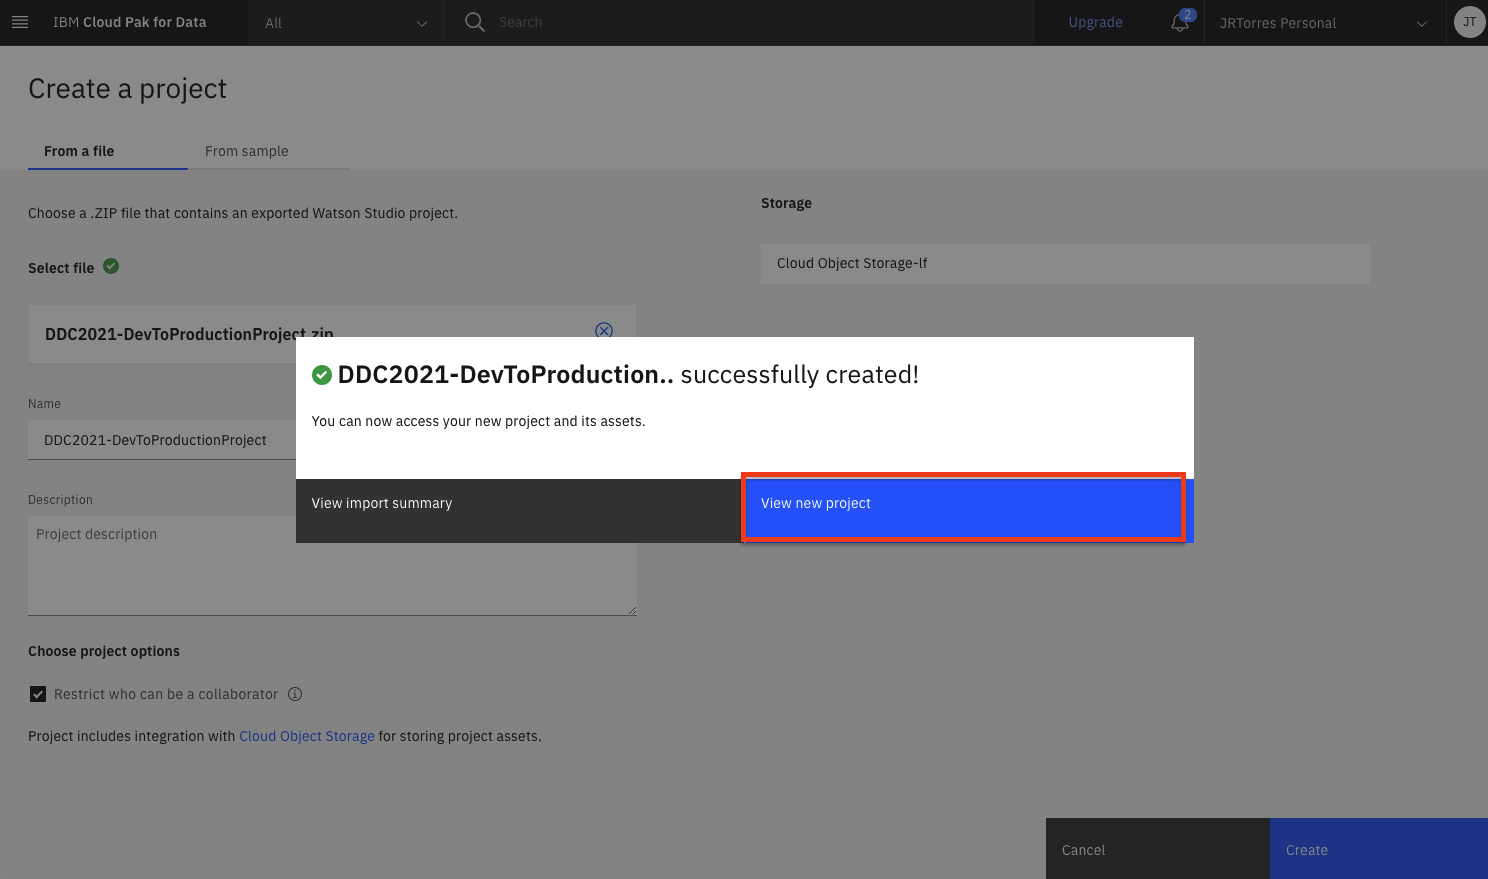 IBM Cloud Pak for Data
All
Search
Upgrade
2
JRTorres Personal
JT
Create a project
From a file
From sample
Choose a .ZIP file that contains an exported Watson Studio project.
Storage
Select file
Cloud Object Storage-lf
DDC2021-DevToProductionProject.zip
DDC2021-DevToProduction.. successfully created!
Name
You can now access your new project and its assets.
DDC2021-DevToProductionProject
View import summary
View new project
Description
Project description
Choose project options
Restrict who can be a collaborator
Project includes integration with Cloud Object Storage for storing project assets.
Cancel
Create